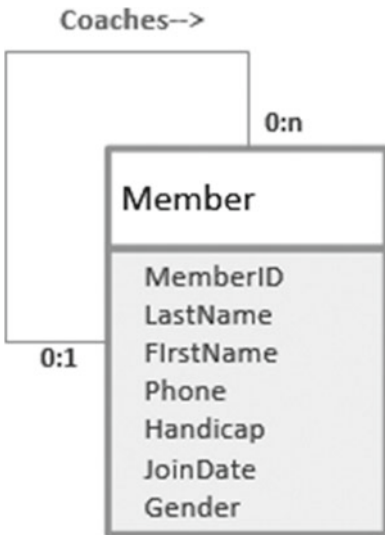 Coaches-->
0:n
Member
MemberID
LastName
FIrstName
0:1
Phone
Handicap
JoinDate
Gender